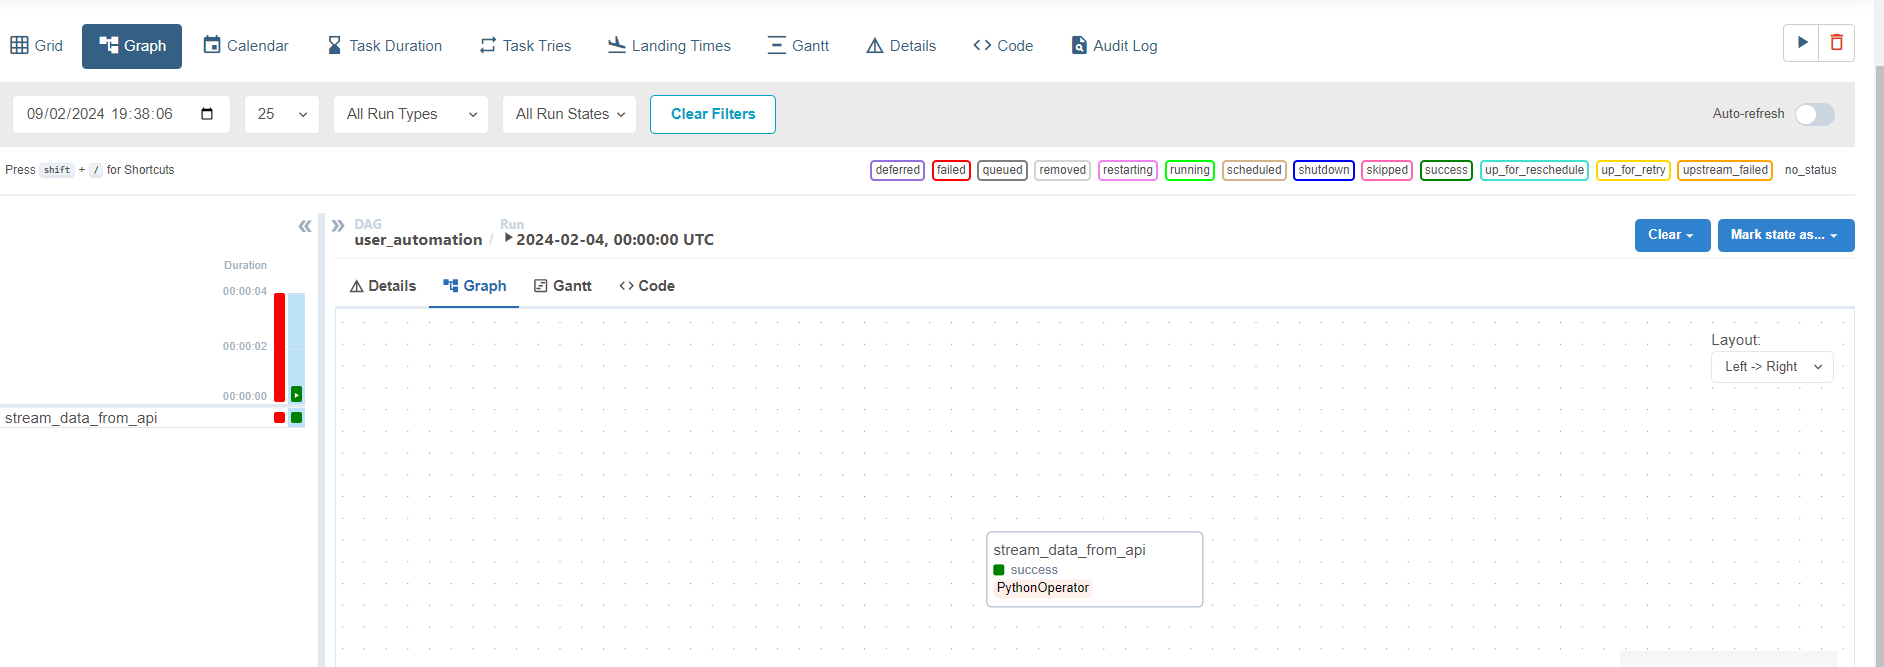 Grid Graph Calendar Task Duration Task Tries Landing Times Gantt Details Code Audit Log
09/02/2024 19:38:06 25 All Run Types All Run States Clear Filters Auto-refresh
Press shift + / for Shortcuts deferred failed queued removed restarting running scheduled shutdown skipped success up_for_reschedule up_for_retry upstream_failed no_status
DAG Run
user_automation / 2024-02-04, 00:00:00 UTC Clear Mark state as...
Duration
00:00:04
00:00:02
00:00:00
stream_data_from_api
Details Graph Gantt Code
Layout:
Left -> Right
stream_data_from_api
success
PythonOperator